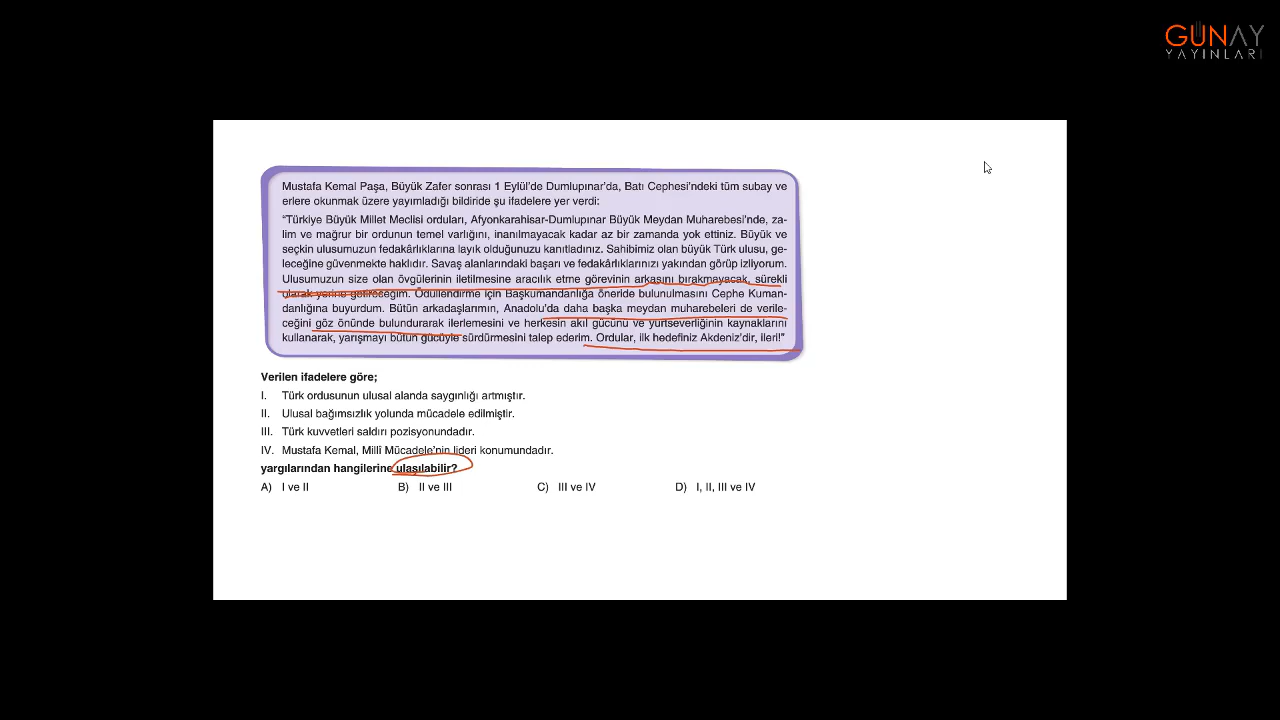 GÜNAY
YAYINLARI
Mustafa Kemal Paşa, Büyük Zafer sonrası 1 Eylül'de Dumlupınar'da, Batı Cephesi'ndeki tüm subay ve
erlere okunmak üzere yayımladığı bildiride şu ifadelere yer verdi:
"Türkiye Büyük Millet Meclisi orduları, Afyonkarahisar-Dumlupınar Büyük Meydan Muharebesi'nde, za-
lim ve mağrur bir ordunun temel varlığını, inanılmayacak kadar az bir zamanda yok ettiniz. Büyük ve
seçkin ulusumuzun fedakârlıklarına layık olduğunuzu kanıtladınız. Sahibimiz olan büyük Türk ulusu, ge-
leceğine güvenmekte haklıdır. Savaş alanlarındaki başarı ve fedakârlıklarınızı yakından görüp izliyorum.
Ulusumuzun size olan övgülerinin iletilmesine aracılık etme görevinin arkasını bırakmayacak, sürekli
olarak yerine getireceğim. Ödüllendirme için Başkumandanlığa öneride bulunulmasını Cephe Kuman-
danlığına buyurdum. Bütün arkadaşlarımın, Anadolu'da daha başka meydan muharebeleri de verile-
ceğini göz önünde bulundurarak ilerlemesini ve herkesin akıl gücünü ve yurtseverliğinin kaynaklarını
kullanarak, yarışmayı bütün gücüyle sürdürmesini talep ederim. Ordular, ilk hedefiniz Akdeniz'dir, ileri!"
Verilen ifadelere göre;
I. Türk ordusunun ulusal alanda saygınlığı artmıştır.
II. Ulusal bağımsızlık yolunda mücadele edilmiştir.
III. Türk kuvvetleri saldırı pozisyonundadır.
IV. Mustafa Kemal, Millî Mücadele'nin lideri konumundadır.
yargılarından hangilerine ulaşılabilir?
A) I ve II B) II ve III C) III ve IV D) I, II, III ve IV